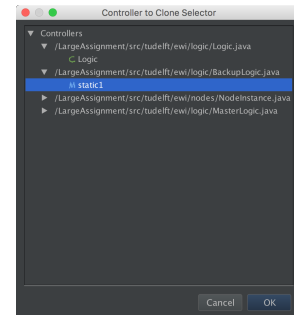 Controller to Clone Selector
Controllers
/LargeAssignment/src/tudelft/ewi/logic/Logic.java
Logic
/LargeAssignment/src/tudelft/ewi/logic/BackupLogic.java
static1
/LargeAssignment/src/tudelft/ewi/nodes/NodeInstance.java
/LargeAssignment/src/tudelft/ewi/logic/MasterLogic.java
Cancel OK